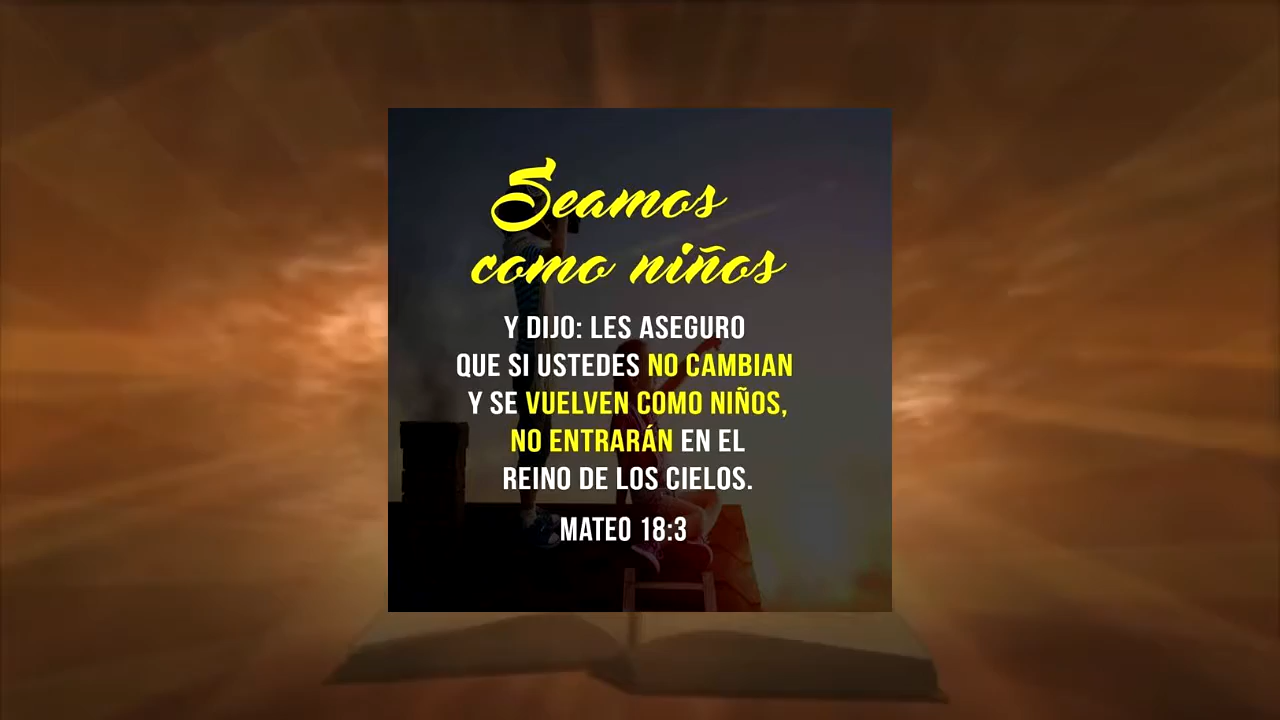 Seamos
como niños
Y DIJO: LES ASEGURO
QUE SI USTEDES NO CAMBIAN
Y SE VUELVEN COMO NIÑOS,
NO ENTRARÁN EN EL
REINO DE LOS CIELOS.
MATEO 18:3